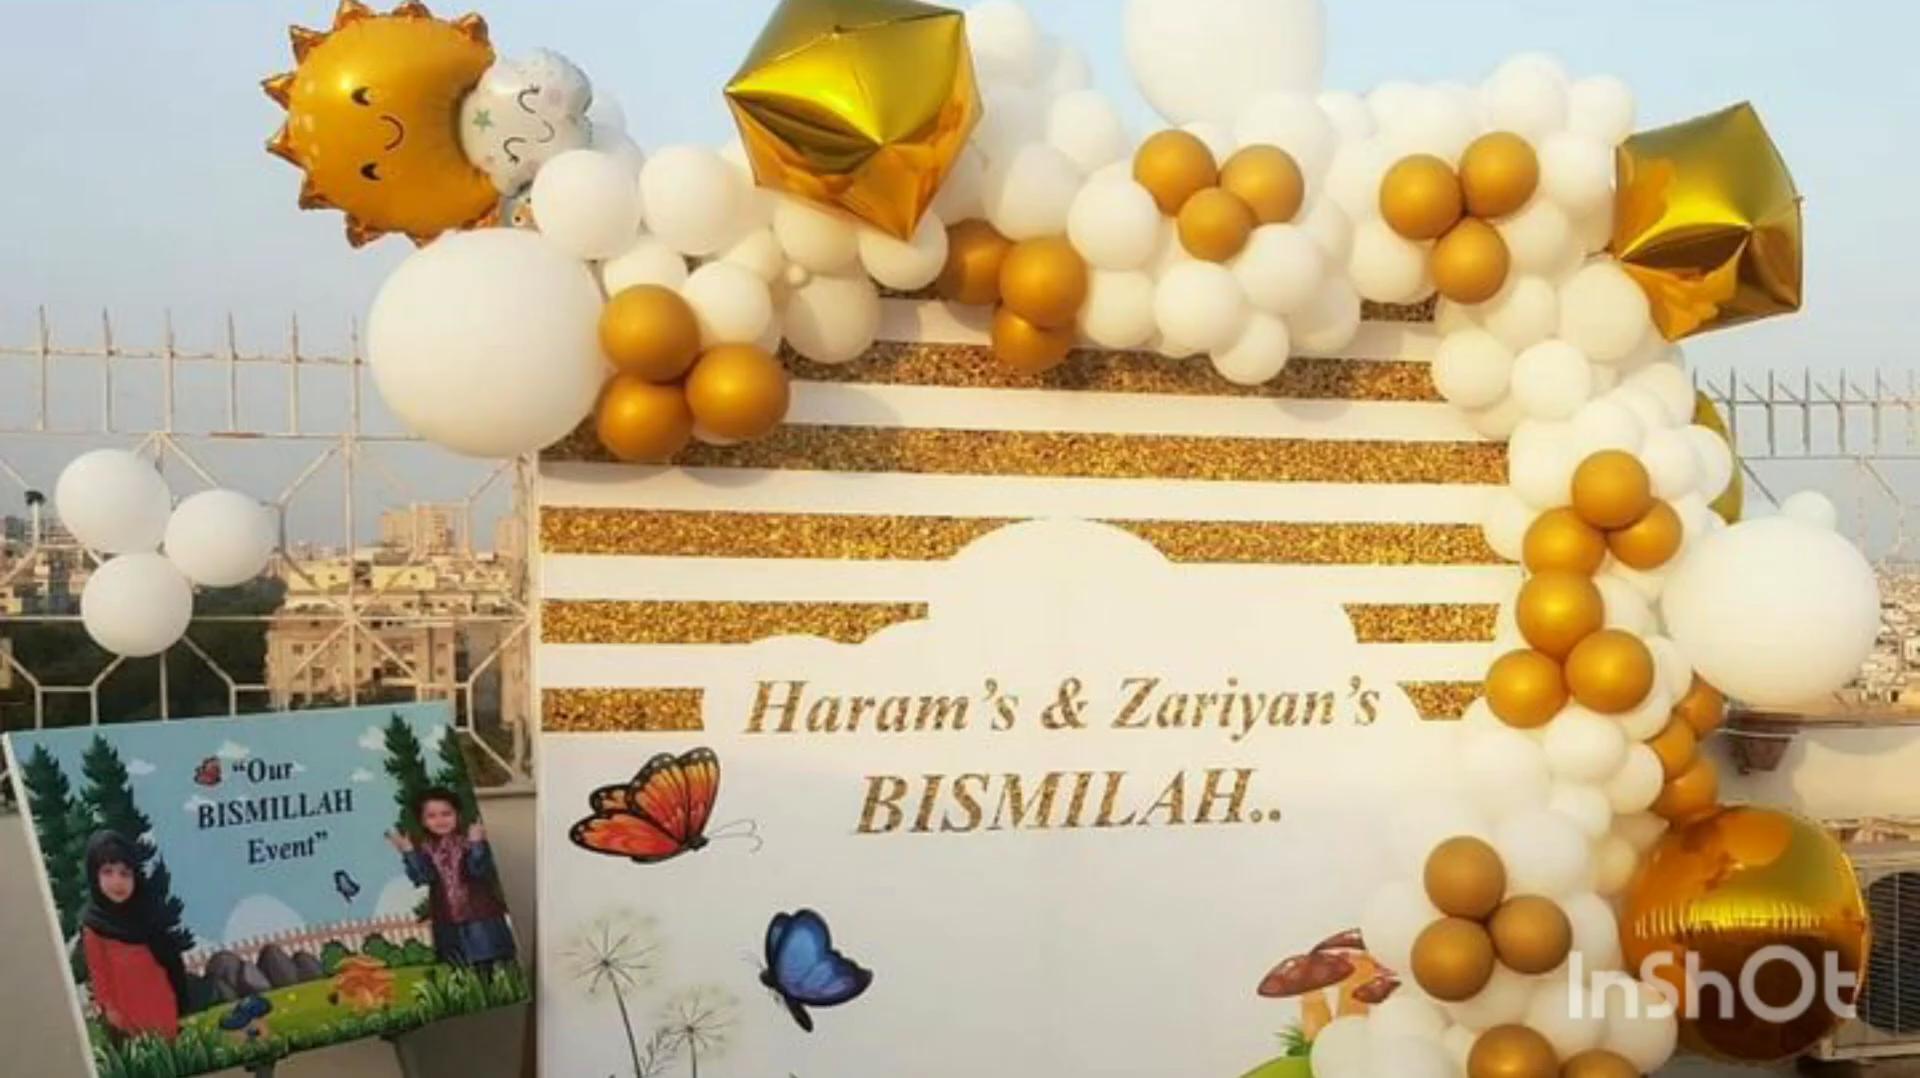 Haram's & Zariyan's
BISMILAH..
"Our
BISMILLAH
Event"
InShOt